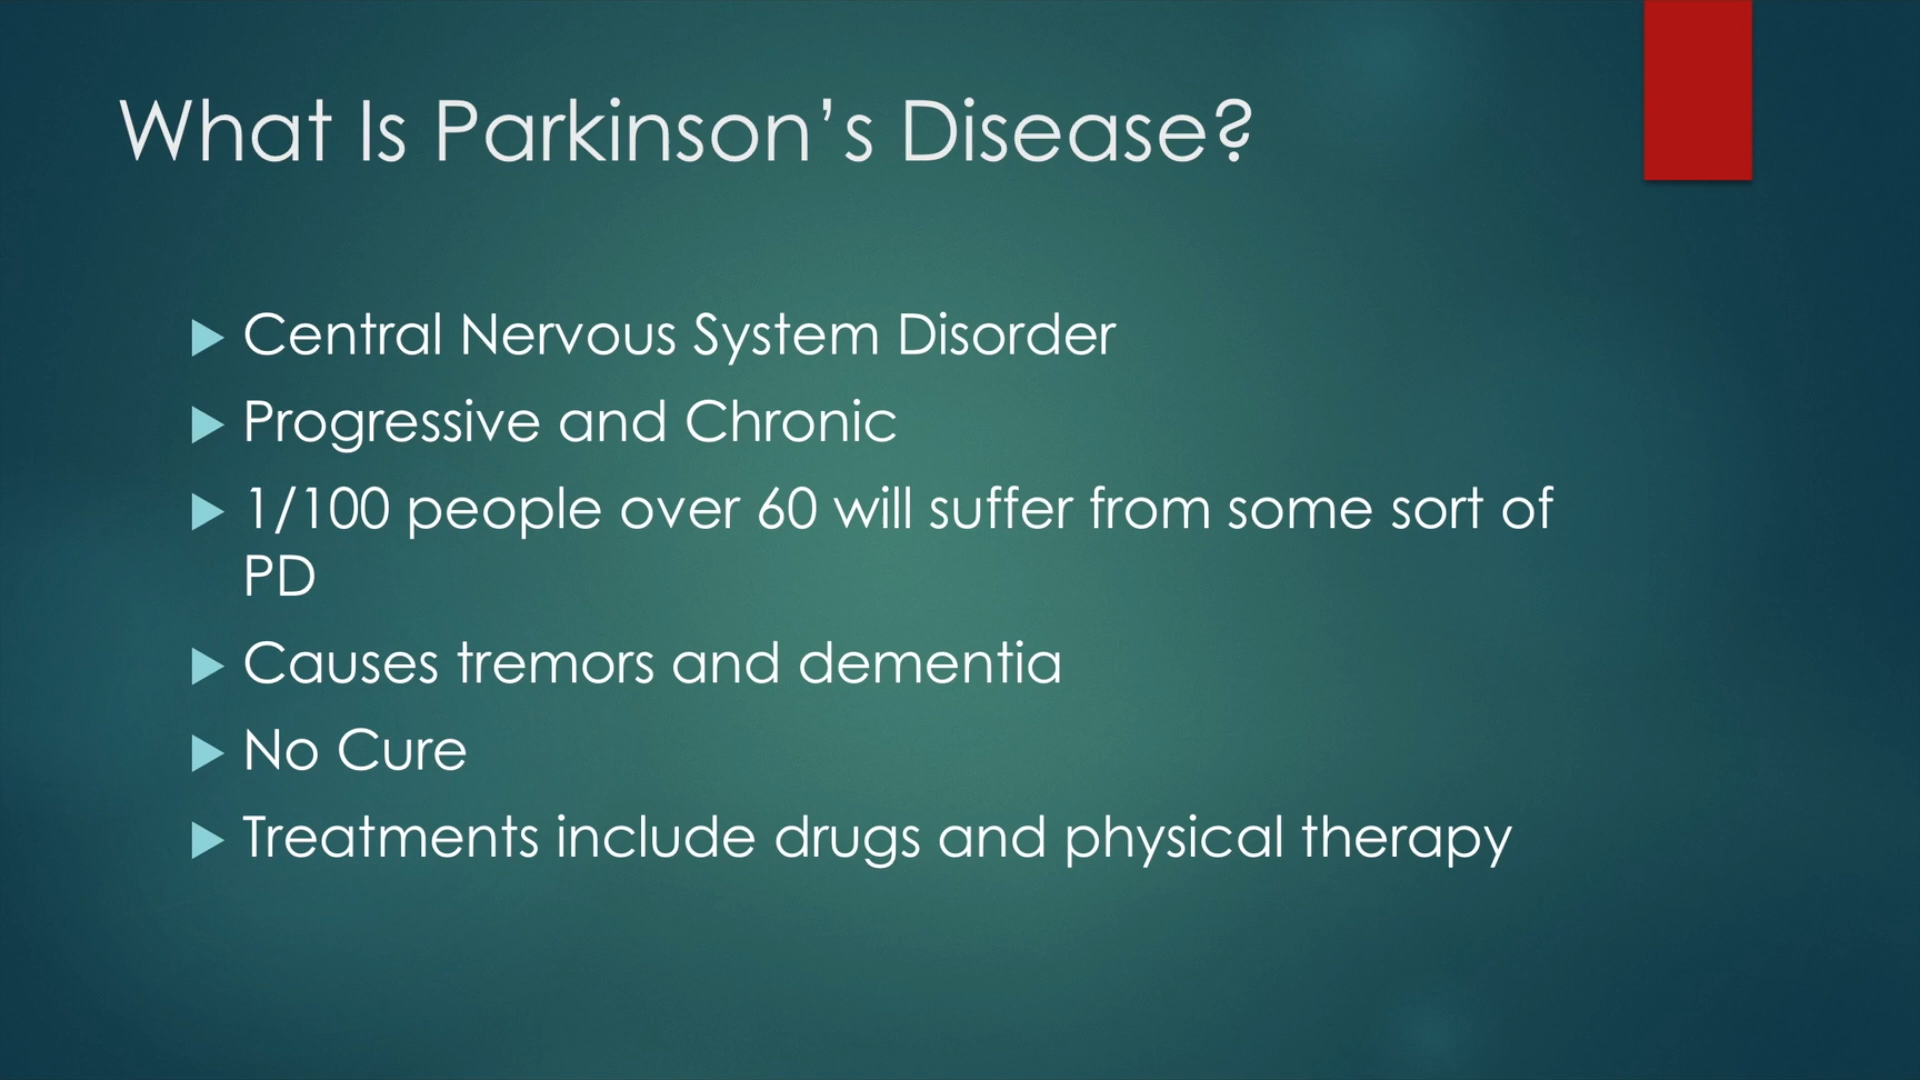 What Is Parkinson’s Disease?
Central Nervous System Disorder
Progressive and Chronic
1/100 people over 60 will suffer from some sort of
PD
Causes tremors and dementia
No Cure
Treatments include drugs and physical therapy